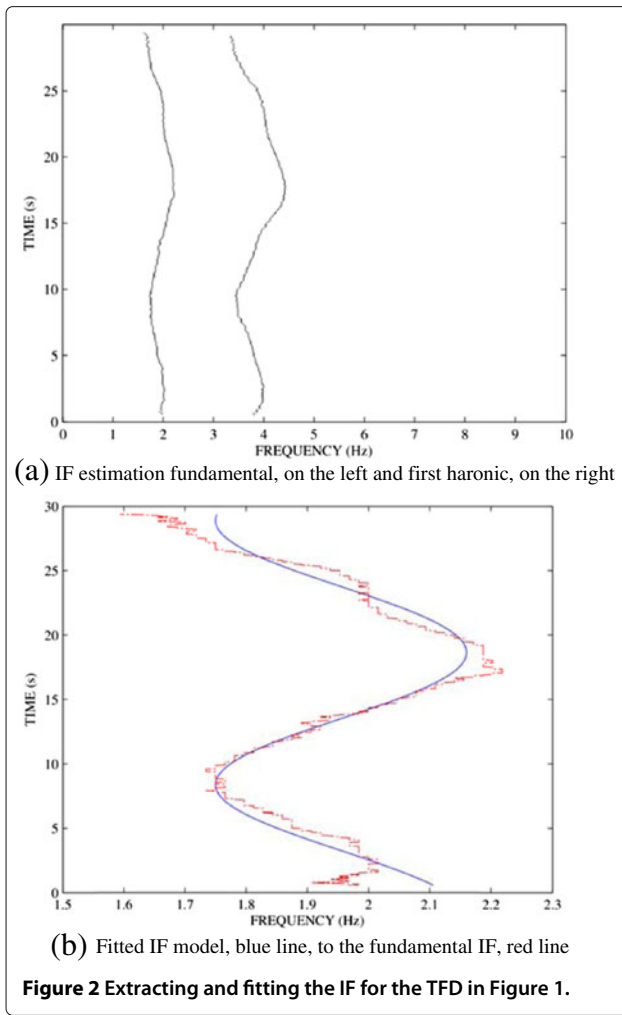 25
20
15
10
5
0
TIME (s)
0 1 2 3 4 5 6 7 8 9 10
FREQUENCY (Hz)
(a) IF estimation fundamental, on the left and first haronic, on the right
30
25
20
15
10
5
0
TIME (s)
1.5 1.6 1.7 1.8 1.9 2 2.1 2.2 2.3
FREQUENCY (Hz)
(b) Fitted IF model, blue line, to the fundamental IF, red line
Figure 2 Extracting and fitting the IF for the TFD in Figure 1.